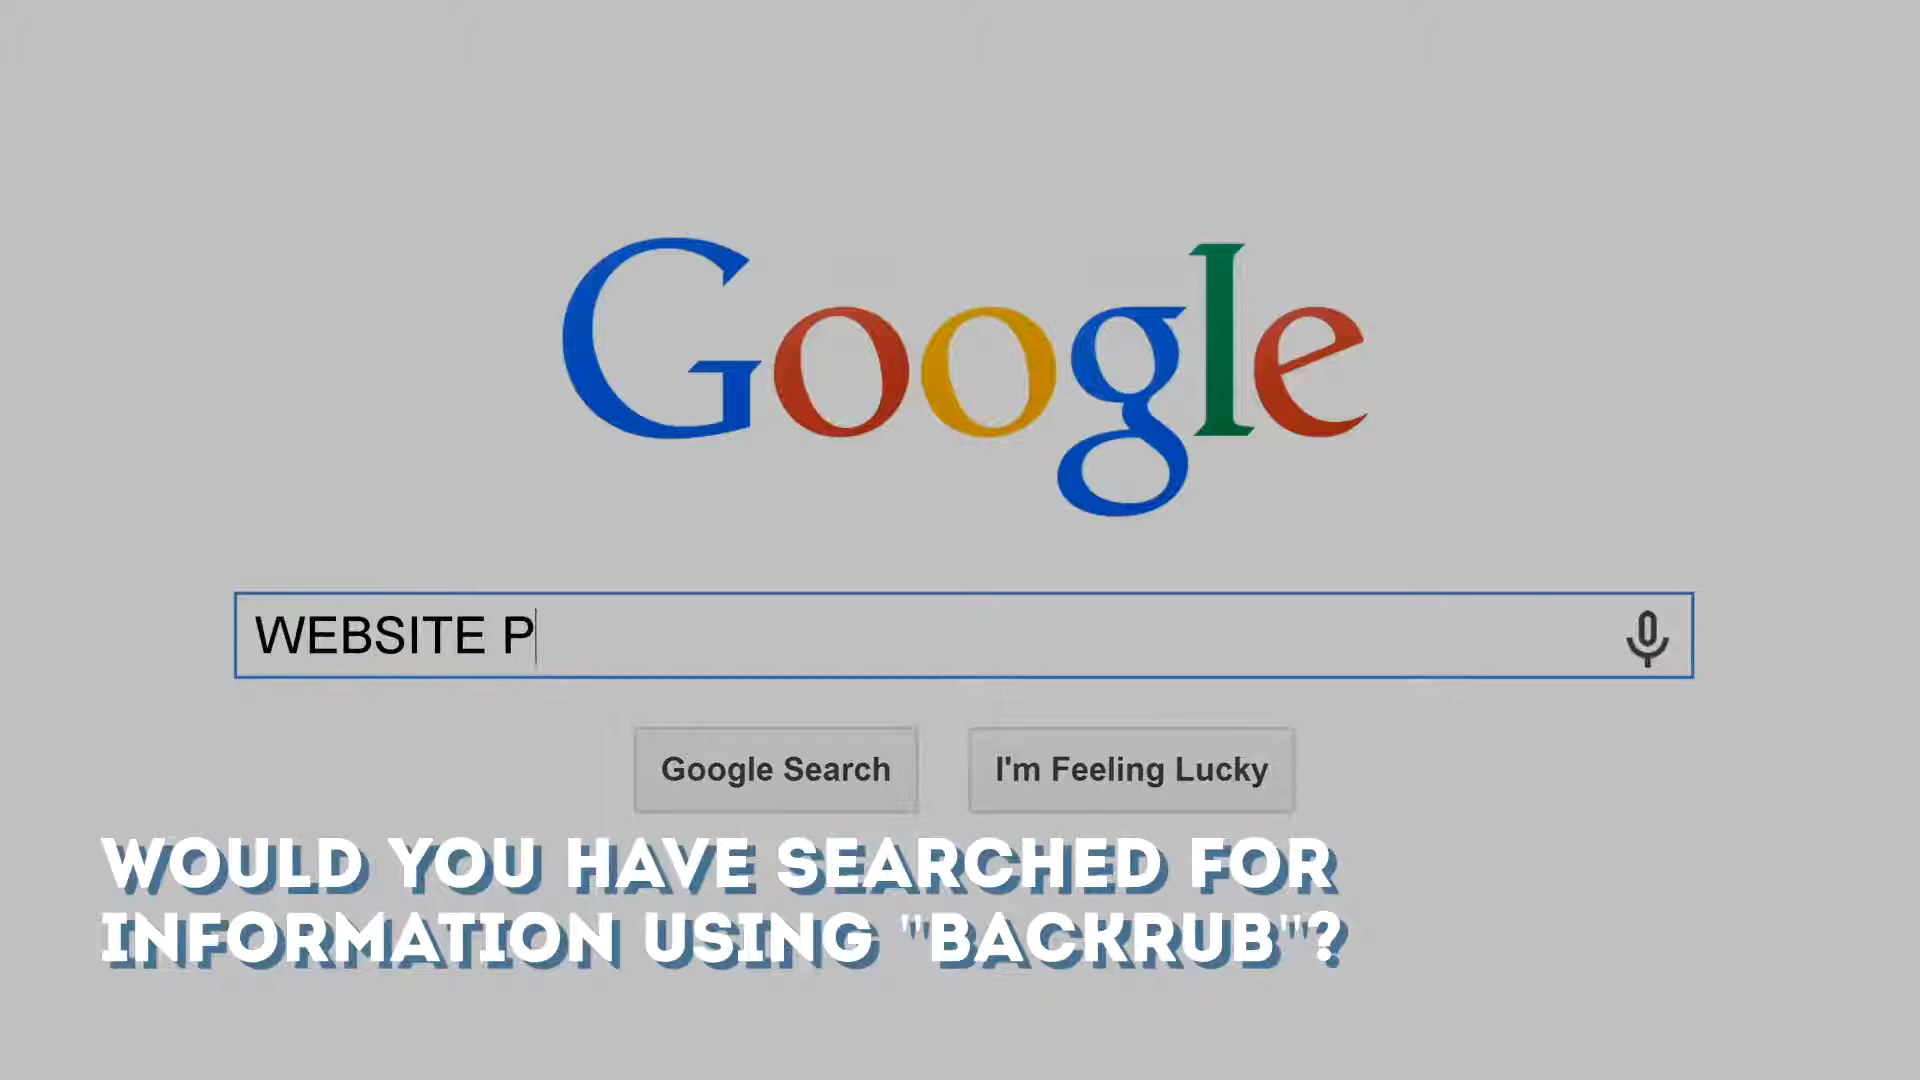 Google
WEBSITE P
Google Search
I'm Feeling Lucky
WOULD YOU HAVE SEARCHED FOR
INFORMATION USING "BACKRUB"?